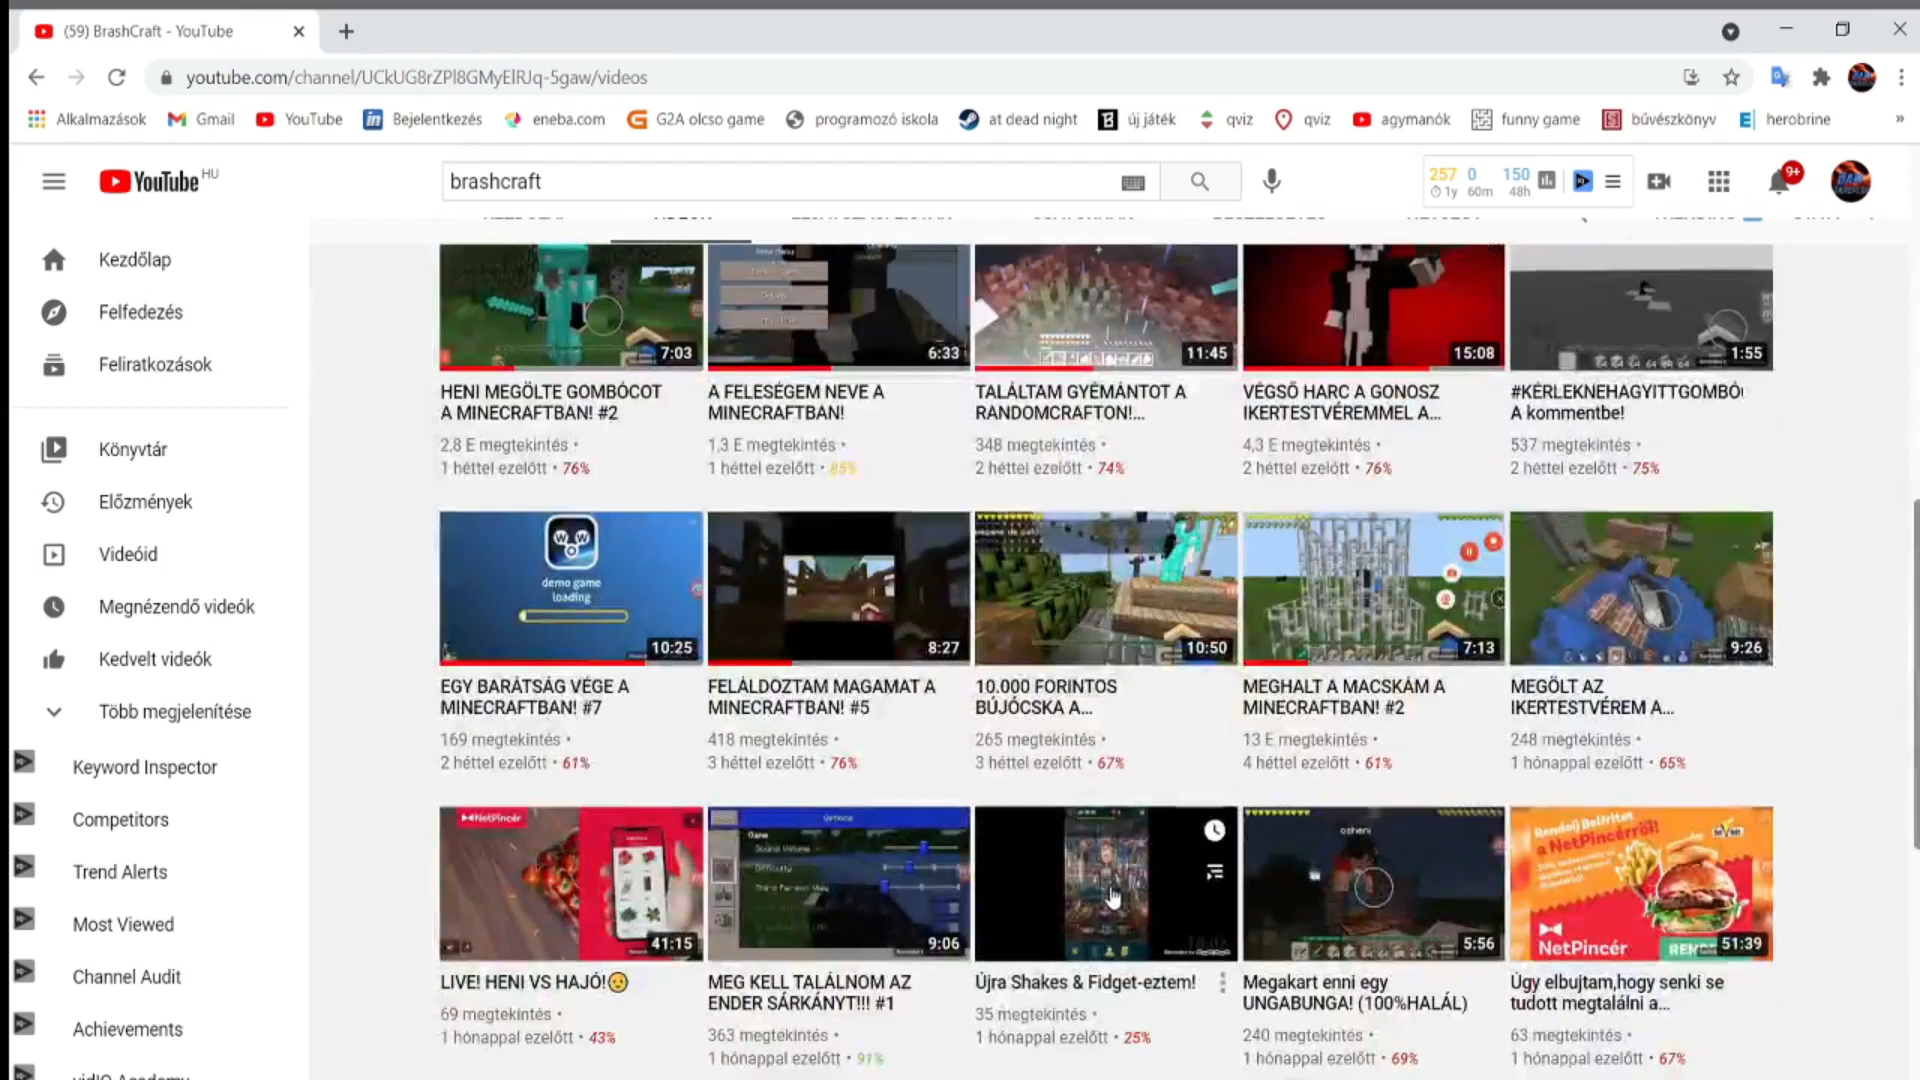 (59) BrashCraft - YouTube
youtube.com/channel/UCkUG8rZPl8GMyElRJq-5gaw/videos
Alkalmazások Gmail YouTube Bejelentkezés eneba.com G2A olcso game programozó iskola at dead night új játék qviz qviz agymanók funny game bűvészkönyv herobrine »
YouTube HU
brashcraft
257 0 150
1y 60m 48h
9+
Kezdőlap
Felfedezés
Feliratkozások
Könyvtár
Előzmények
Videóid
Megnézendő videók
Kedvelt videók
Több megjelenítése
Keyword Inspector
Competitors
Trend Alerts
Most Viewed
Channel Audit
Achievements
7:03
HENI MEGÖLTE GOMBÓCOT
A MINECRAFTBAN! #2
2,8 E megtekintés •
1 héttel ezelőtt • 76%
6:33
A FELESÉGEM NEVE A
MINECRAFTBAN!
1,3 E megtekintés •
1 héttel ezelőtt • 85%
11:45
TALÁLTAM GYÉMÁNTOT A
RANDOMCRAFTON!...
348 megtekintés •
2 héttel ezelőtt • 74%
15:08
VÉGSŐ HARC A GONOSZ
IKERTESTVÉREMMEL A...
4,3 E megtekintés •
2 héttel ezelőtt • 76%
1:55
#KÉRLEKNEHAGYITTGOMBÓ
A kommentbe!
537 megtekintés •
2 héttel ezelőtt • 75%
demo game
loading
10:25
EGY BARÁTSÁG VÉGE A
MINECRAFTBAN! #7
169 megtekintés •
2 héttel ezelőtt • 61%
8:27
FELÁLDOZTAM MAGAMAT A
MINECRAFTBAN! #5
418 megtekintés •
3 héttel ezelőtt • 76%
10:50
10.000 FORINTOS
BÚJÓCSKA A...
265 megtekintés •
3 héttel ezelőtt • 67%
7:13
MEGHALT A MACSKÁM A
MINECRAFTBAN! #2
13 E megtekintés •
4 héttel ezelőtt • 61%
9:26
MEGÖLT AZ
IKERTESTVÉREM A...
248 megtekintés •
1 hónappal ezelőtt • 65%
NetPincér
41:15
LIVE! HENI VS HAJÓ!
69 megtekintés •
1 hónappal ezelőtt • 43%
Options
Game
Sound Volume
Difficulty
9:06
MEG KELL TALÁLNOM AZ
ENDER SÁRKÁNYT!!! #1
363 megtekintés •
1 hónappal ezelőtt • 91%
Újra Shakes & Fidget-eztem!
35 megtekintés •
1 hónappal ezelőtt • 25%
osheni
5:56
Megakart enni egy
UNGABUNGA! (100%HALÁL)
240 megtekintés •
1 hónappal ezelőtt • 69%
Rendelj Belfritet
a NetPincérről!
NetPincér
51:39
Úgy elbujtam,hogy senki se
tudott megtalálni a...
63 megtekintés •
1 hónappal ezelőtt • 67%